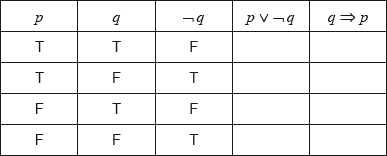 p q ¬q p ∨ ¬q q ⇒ p
T T F
T F T
F T F
F F T